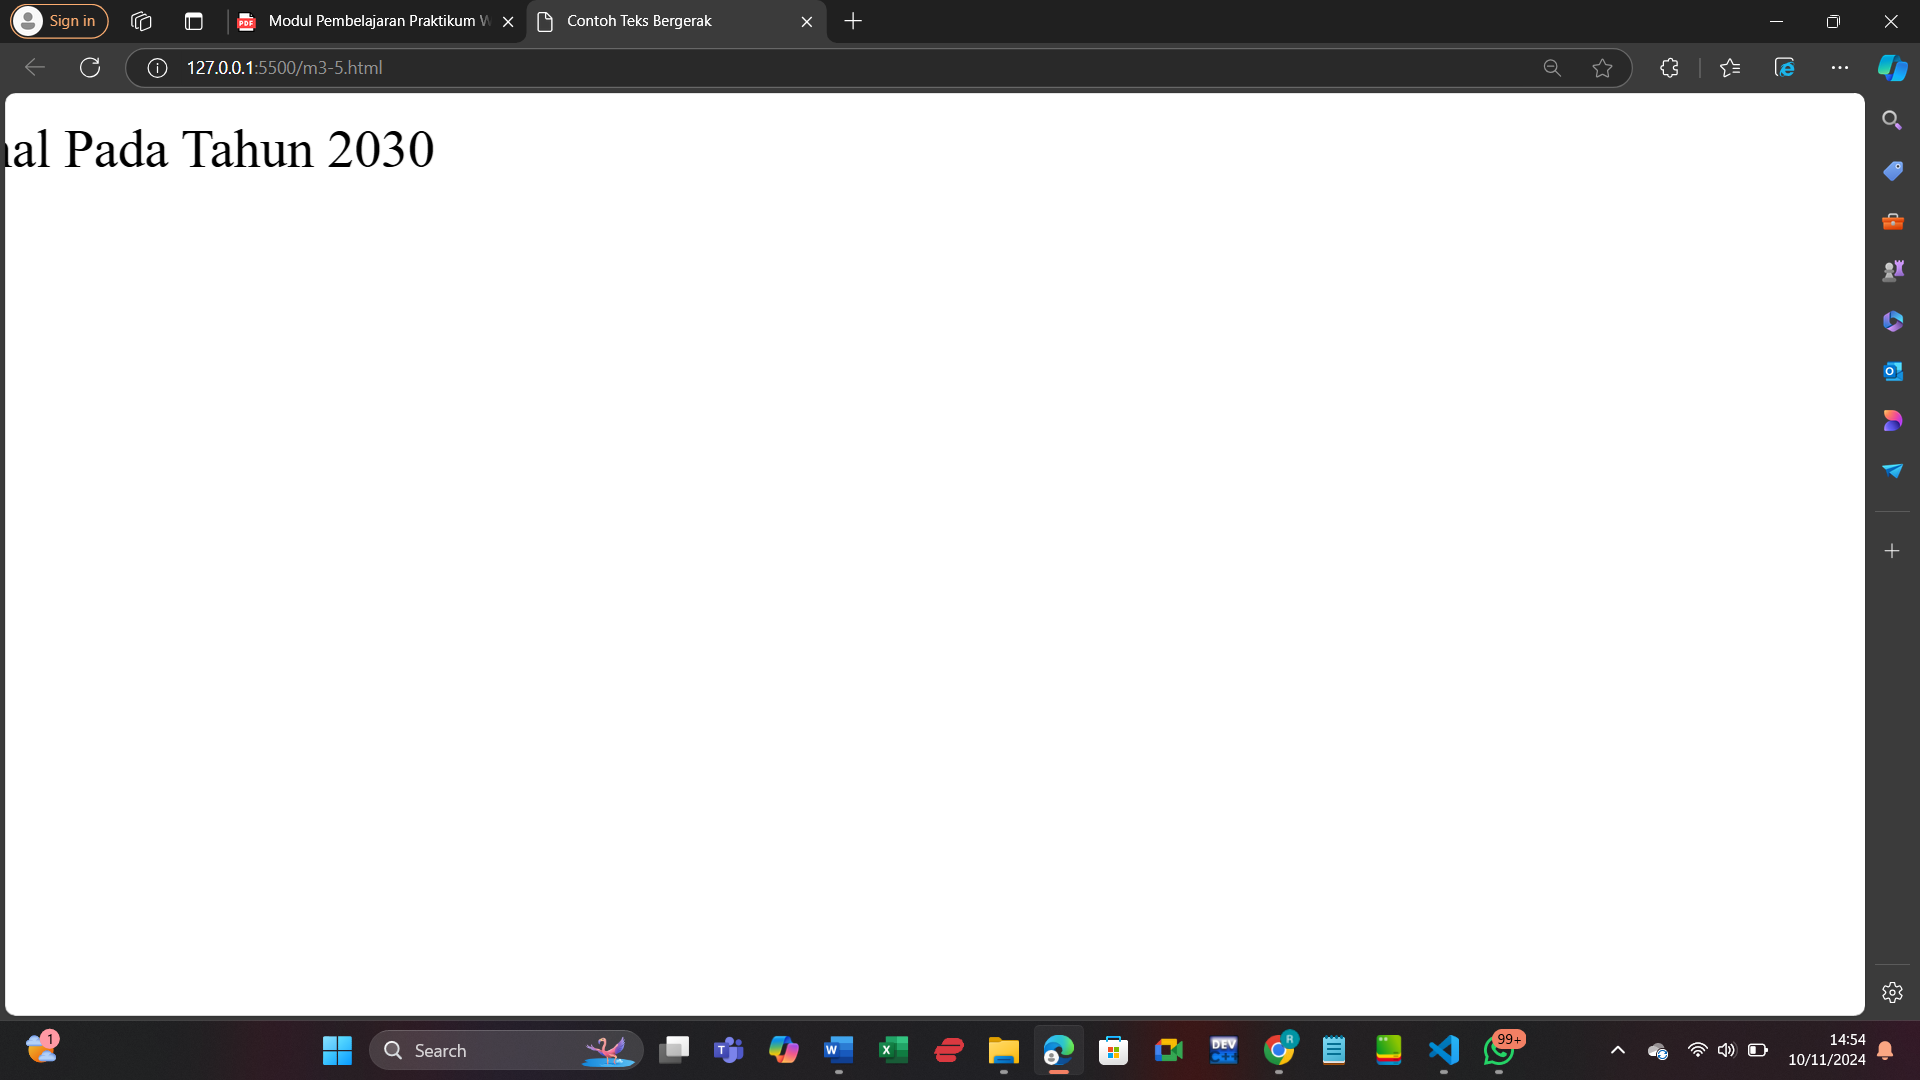 Sign in
Modul Pembelajaran Praktikum
Contoh Teks Bergerak
127.0.0.1:5500/m3-5.html
Pada Tahun 2030
1
Search
DEV
C++
R
99+
14:54
10/11/2024